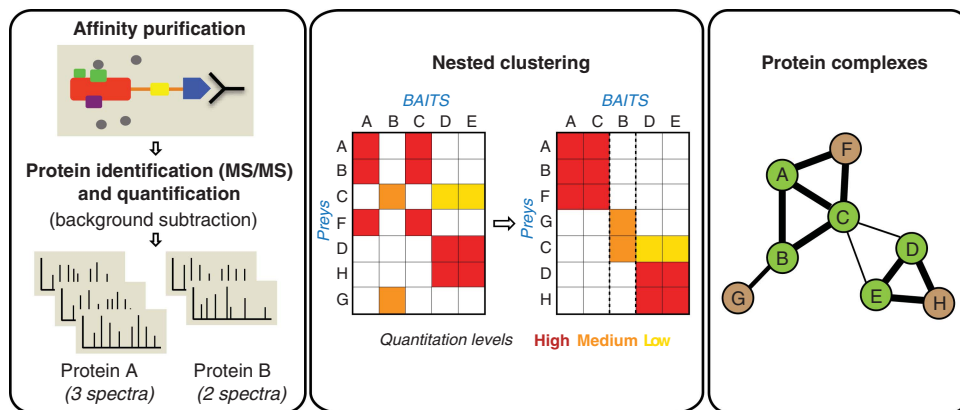 Affinity purification
Protein identification (MS/MS)
and quantification
(background subtraction)
Protein A
(3 spectra)
Protein B
(2 spectra)
Nested clustering
BAITS
A B C D E
Preys
A
B
C
F
D
H
G
BAITS
A C B D E
Preys
A
B
F
G
C
D
H
Quantitation levels High Medium Low
Protein complexes
F
A
C
B
D
G
E
H